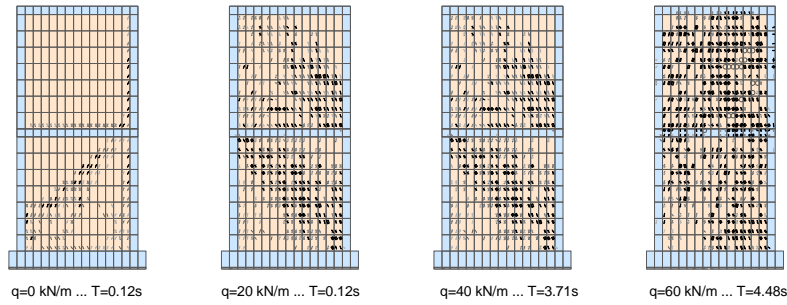 q=0 kN/m ... T=0.12s
q=20 kN/m ... T=0.12s
q=40 kN/m ... T=3.71s
q=60 kN/m ... T=4.48s